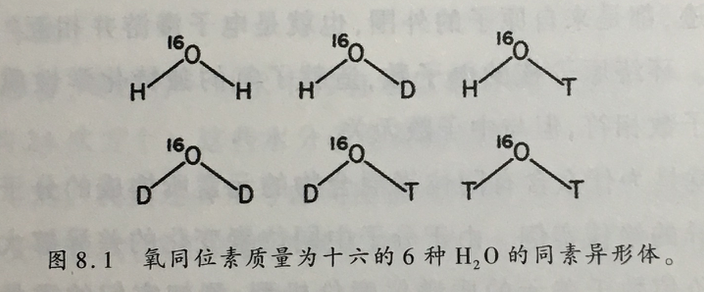 ¹⁶O ¹⁶O ¹⁶O
H H H D H T
¹⁶O ¹⁶O ¹⁶O
D D D T T T
图 8.1 氧同位素质量为十六的 6 种 H₂O 的同素异形体。